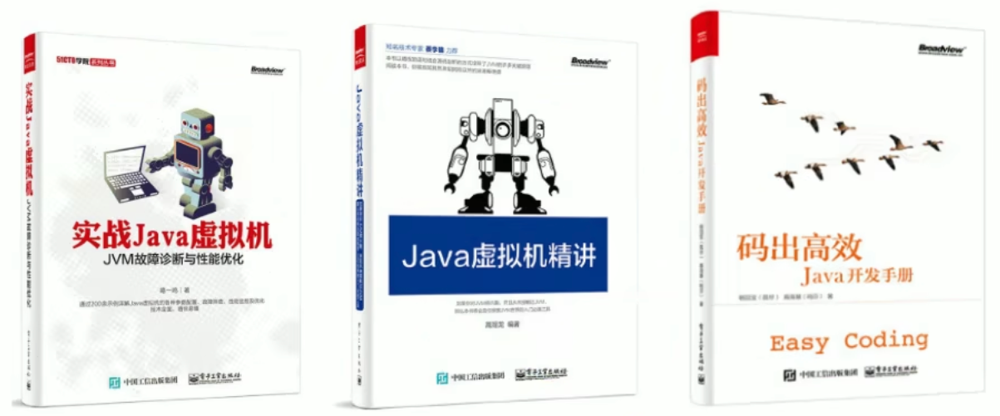 51CTO学院系列丛书
Broadview
实战Java虚拟机
JVM故障诊断与性能优化
实战Java虚拟机
JVM故障诊断与性能优化
葛一鸣 | 著
中国工信出版集团
电子工业出版社
Java虚拟机精讲
知名技术专家
力荐
Broadview
Java虚拟机精讲
高翔龙 编著
中国工信出版集团
电子工业出版社
码出高效
Java开发手册
Broadview
码出高效
Java开发手册
Easy Coding
中国工信出版集团
电子工业出版社